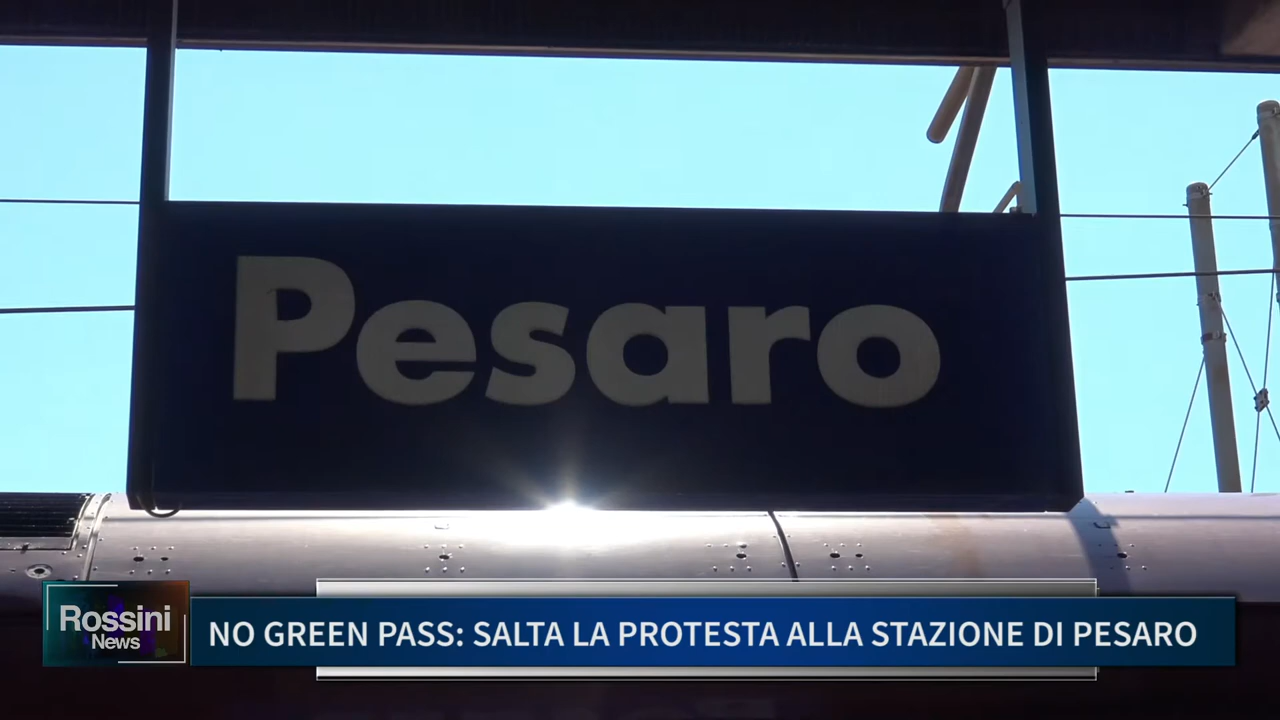 Pesaro
Rossini
News
NO GREEN PASS: SALTA LA PROTESTA ALLA STAZIONE DI PESARO